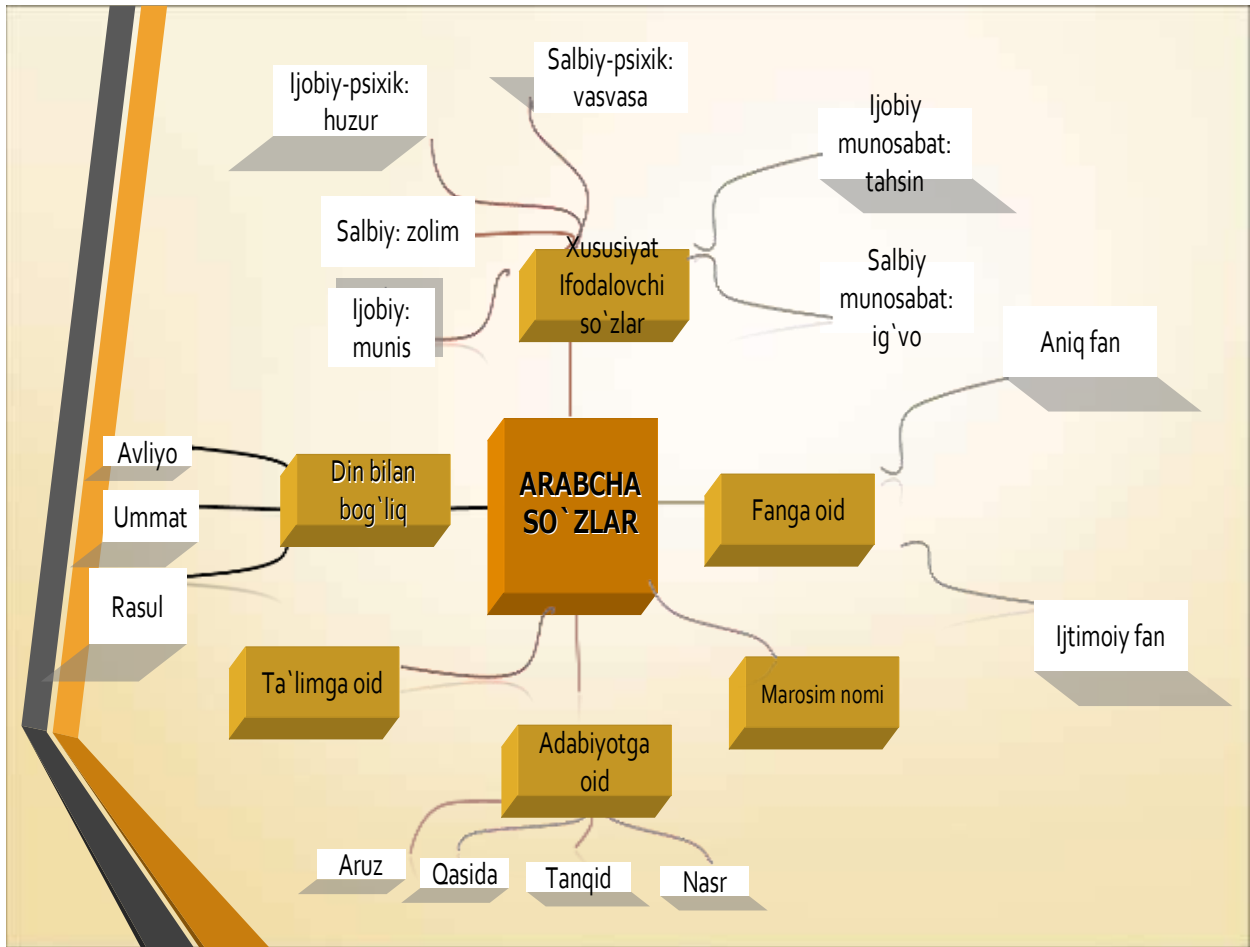 Ijobiy-psixik:
huzur
Salbiy-psixik:
vasvasa
Ijobiy
munosabat:
tahsin
Salbiy: zolim
Xususiyat
Ifodalovchi
so`zlar
Salbiy
munosabat:
ig`vo
Ijobiy:
munis
Aniq fan
Avliyo
Ummat
Rasul
Din bilan
bog`liq
ARABCHA
SO`ZLAR
Fanga oid
Ijtimoiy fan
Ta`limga oid
Marosim nomi
Adabiyotga
oid
Aruz
Qasida
Tanqid
Nasr